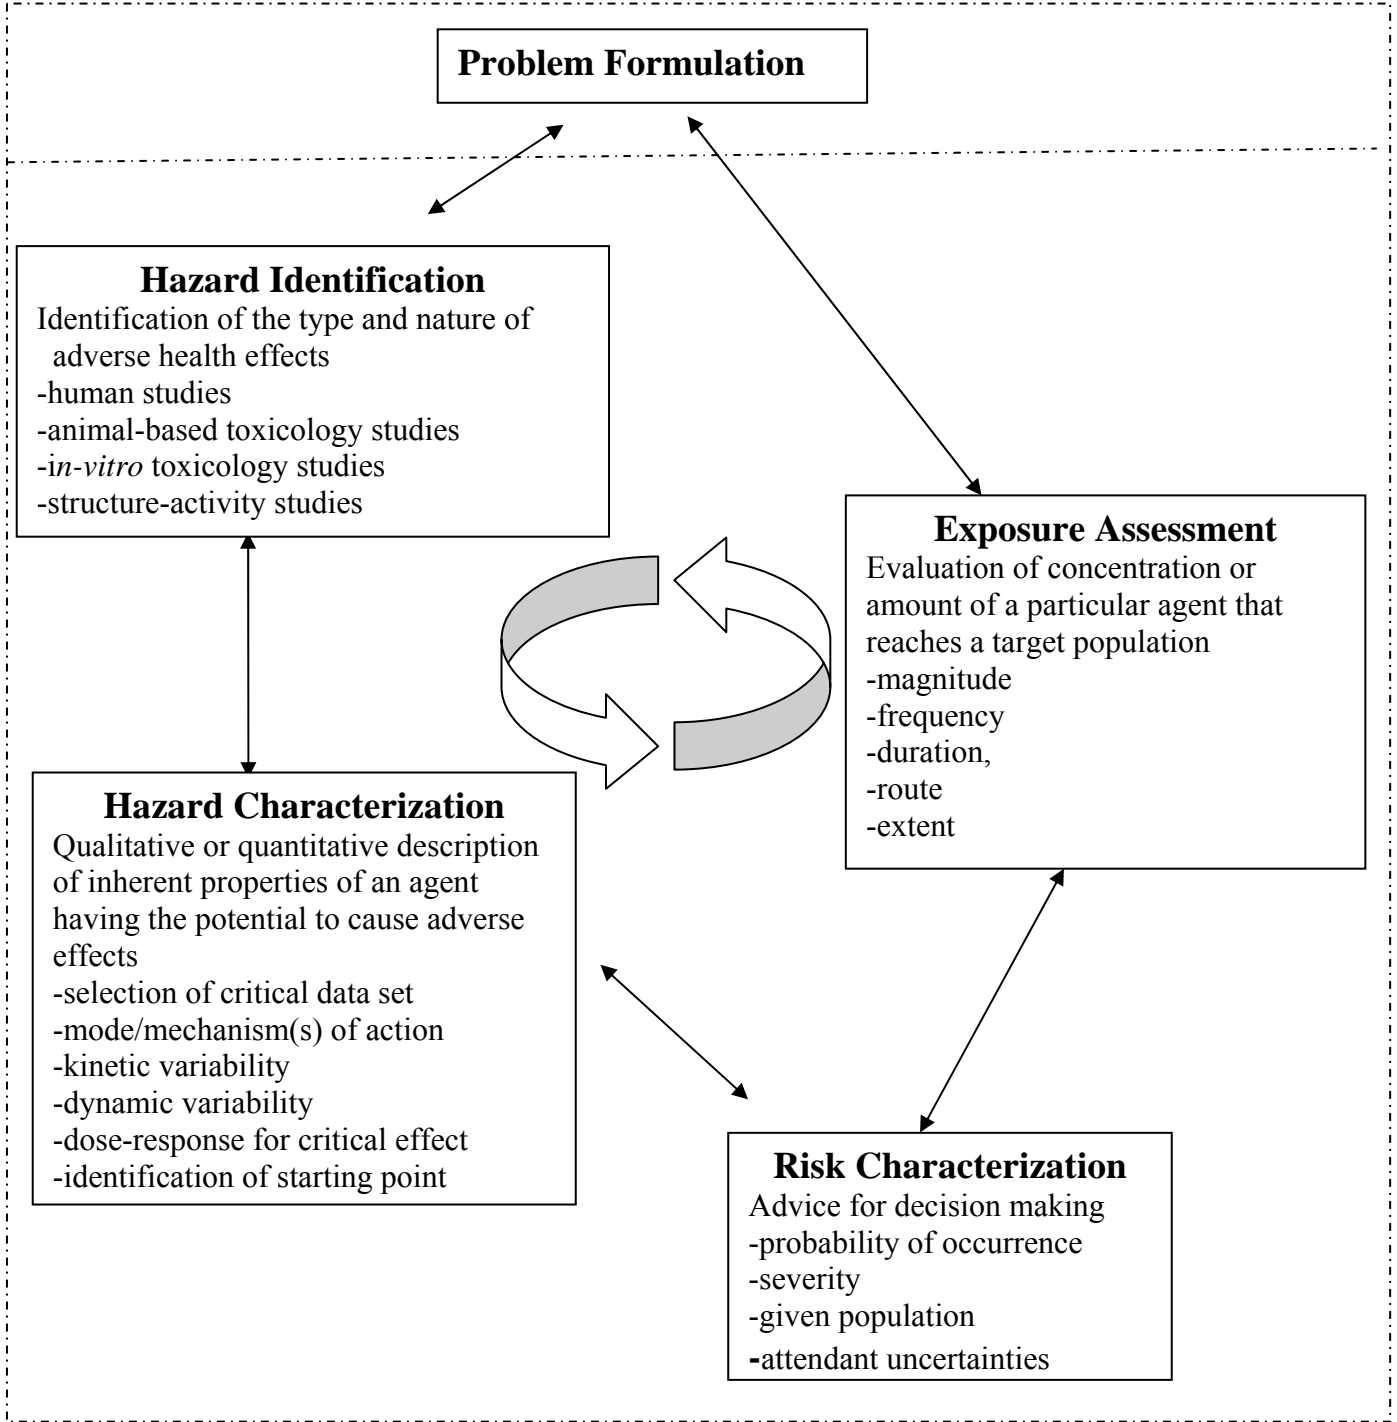 Problem Formulation
Hazard Identification
Identification of the type and nature of
adverse health effects
-human studies
-animal-based toxicology studies
-in-vitro toxicology studies
-structure-activity studies
Exposure Assessment
Evaluation of concentration or
amount of a particular agent that
reaches a target population
-magnitude
-frequency
-duration,
-route
-extent
Hazard Characterization
Qualitative or quantitative description
of inherent properties of an agent
having the potential to cause adverse
effects
-selection of critical data set
-mode/mechanism(s) of action
-kinetic variability
-dynamic variability
-dose-response for critical effect
-identification of starting point
Risk Characterization
Advice for decision making
-probability of occurrence
-severity
-given population
-attendant uncertainties